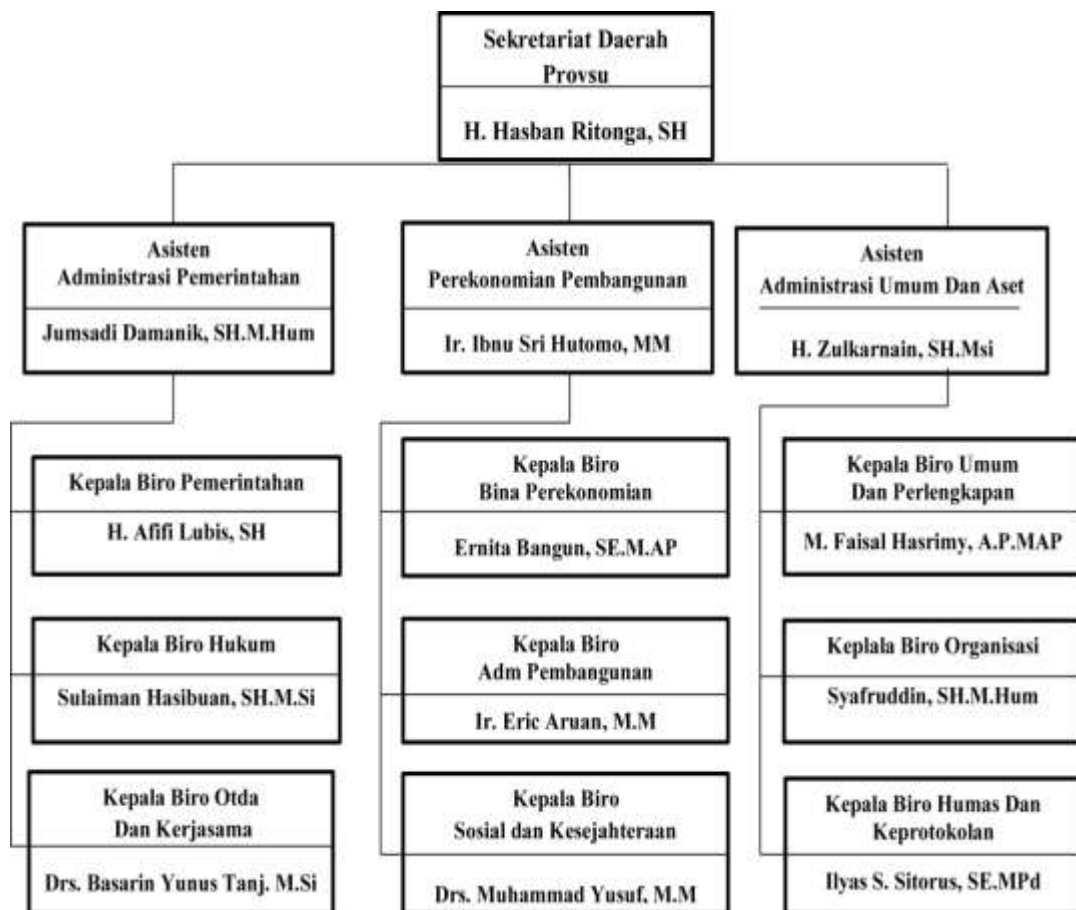 Sekretariat Daerah
Provsu
H. Hasban Ritonga, SH
Asisten
Administrasi Pemerintahan
Jumsadi Damanik, SH.M.Hum
Asisten
Perekonomian Pembangunan
Ir. Ibnu Sri Hutomo, MM
Asisten
Administrasi Umum Dan Aset
H. Zulkarnain, SH.Msi
Kepala Biro Pemerintahan
H. Afifi Lubis, SH
Kepala Biro Hukum
Sulaiman Hasibuan, SH.M.Si
Kepala Biro Otda
Dan Kerjasama
Drs. Basarin Yunus Tanj. M.Si
Kepala Biro
Bina Perekonomian
Ernita Bangun, SE.M.AP
Kepala Biro
Adm Pembangunan
Ir. Eric Aruan, M.M
Kepala Biro
Sosial dan Kesejahteraan
Drs. Muhammad Yusuf, M.M
Kepala Biro Umum
Dan Perlengkapan
M. Faisal Hasrimy, A.P.MAP
Keplala Biro Organisasi
Syafruddin, SH.M.Hum
Kepala Biro Humas Dan
Keprotokolan
Ilyas S. Sitorus, SE.MPd